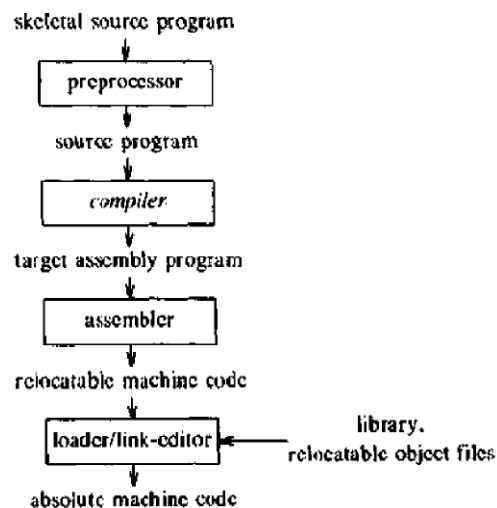 skeletal source program
preprocessor
source program
compiler
target assembly program
assembler
relocatable machine code
loader/link-editor
library,
relocatable object files
absolute machine code